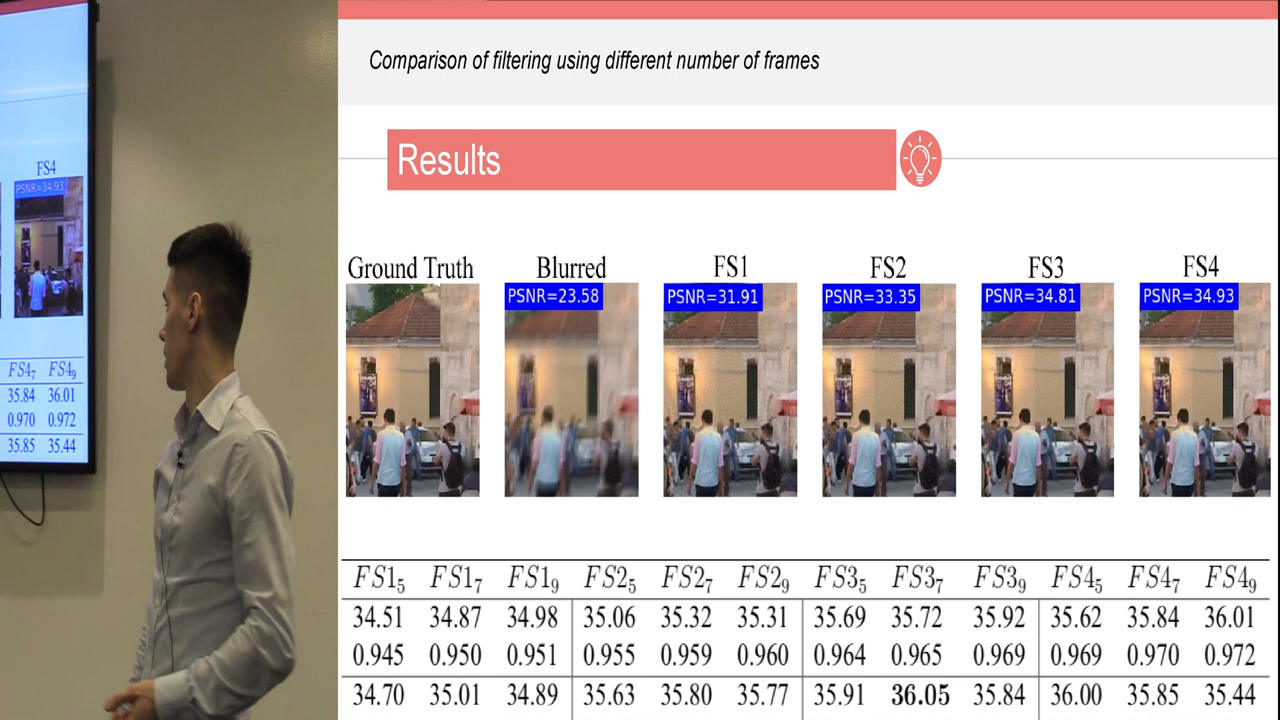 Comparison of filtering using different number of frames
Results
Ground Truth Blurred FS1 FS2 FS3 FS4
PSNR=23.58 PSNR=31.91 PSNR=33.35 PSNR=34.81 PSNR=34.93
FS1₅ FS1₇ FS1₉ FS2₅ FS2₇ FS2₉ FS3₅ FS3₇ FS3₉ FS4₅ FS4₇ FS4₉
34.51 34.87 34.98 35.06 35.32 35.31 35.69 35.72 35.92 35.62 35.84 36.01
0.945 0.950 0.951 0.955 0.959 0.960 0.964 0.965 0.969 0.969 0.970 0.972
34.70 35.01 34.89 35.63 35.80 35.77 35.91 36.05 35.84 36.00 35.85 35.44
FS4
PSNR=34.93
FS4₇ FS4₉
35.84 36.01
0.970 0.972
35.85 35.44